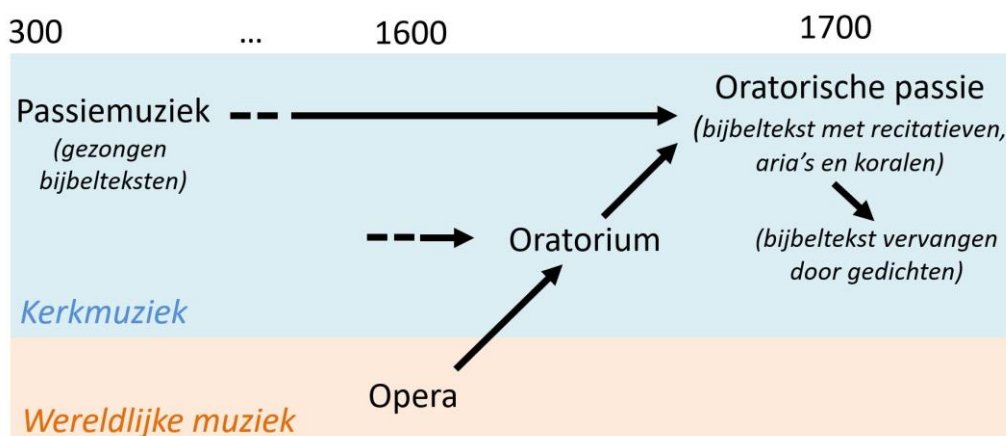 300 ... 1600 1700
Passiemuziek
(gezongen
bijbelteksten)
Oratorische passie
(bijbeltekst met recitatieven,
aria's en koralen)
Oratorium
(bijbeltekst vervangen
door gedichten)
Kerkmuziek
Opera
Wereldlijke muziek